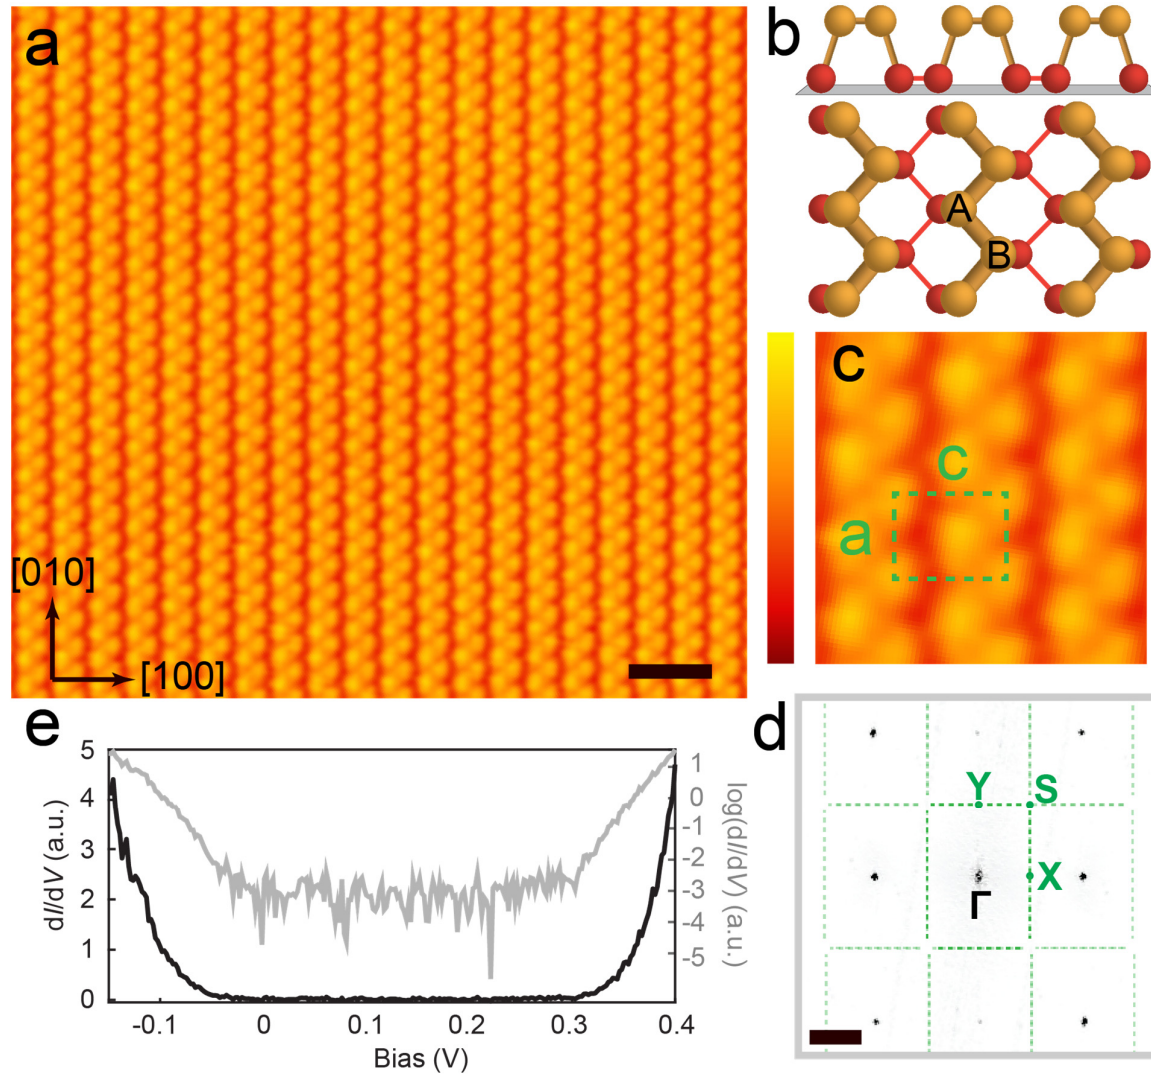 a
[010]
[100]
b
A
B
c
c
a
d
Y
S
X
Γ
e
5
4
3
2
1
0
dI/dV (a.u.)
1
0
-1
-2
-3
-4
-5
log(dI/dV) (a.u.)
-0.1
0
0.1
0.2
0.3
0.4
Bias (V)